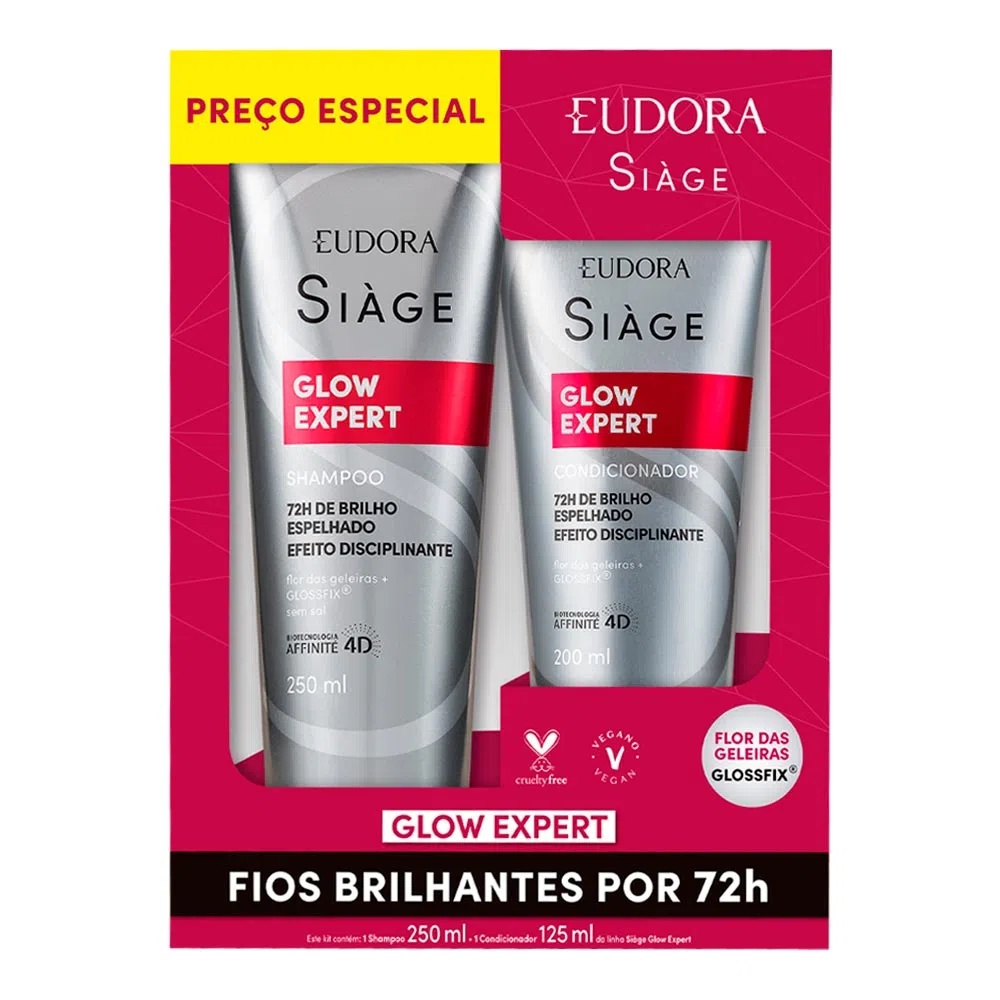 PREÇO ESPECIAL
EUDORA
SIÀGE
EUDORA
SIÀGE
GLOW
EXPERT
SHAMPOO
72H DE BRILHO
ESPELHADO
EFEITO DISCIPLINANTE
flor das geleiras +
GLOSSFIX®
sem sal
BIOTECNOLOGIA
AFFINITÉ 4D
250 ml
EUDORA
SIÀGE
GLOW
EXPERT
CONDICIONADOR
72H DE BRILHO
ESPELHADO
EFEITO DISCIPLINANTE
flor das geleiras +
GLOSSFIX®
BIOTECNOLOGIA
AFFINITÉ 4D
200 ml
crueltyfree
VEGANO
V
VEGAN
FLOR DAS
GELEIRAS
GLOSSFIX®
GLOW EXPERT
FIOS BRILHANTES POR 72h
Este kit contém: 1 Shampoo 250 ml + 1 Condicionador 125 ml da linha Siàge Glow Expert